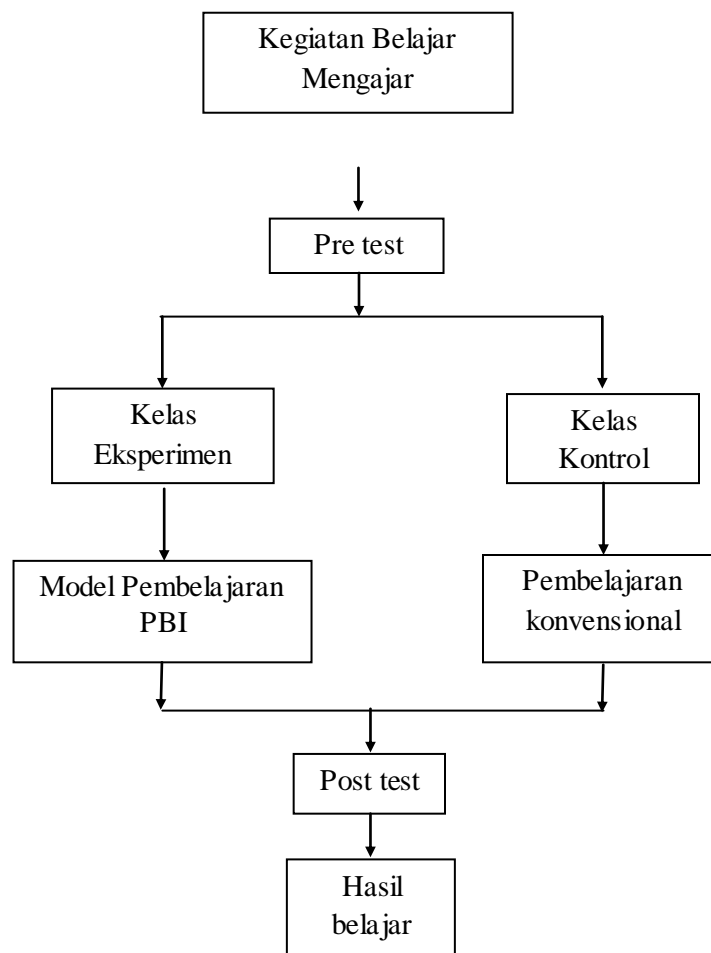 Kegiatan Belajar
Mengajar
Pre test
Kelas
Eksperimen
Kelas
Kontrol
Model Pembelajaran
PBI
Pembelajaran
konvensional
Post test
Hasil
belajar